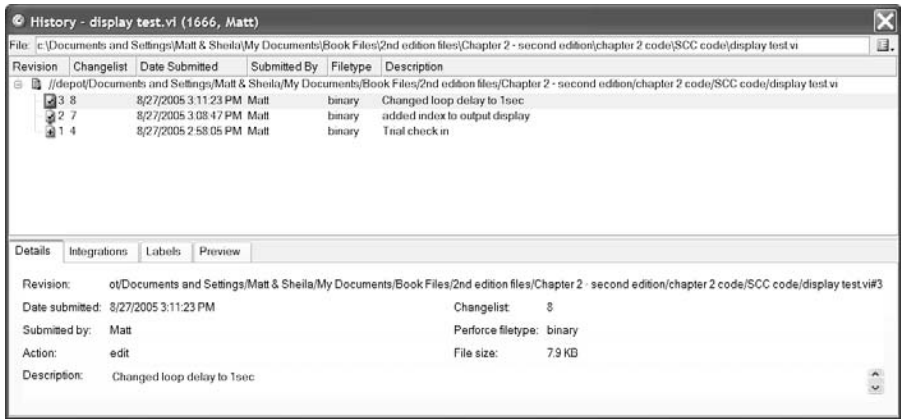 History - display test.vi (1666, Matt)
File: c:\Documents and Settings\Matt & Sheila\My Documents\Book Files\2nd edition files\Chapter 2 - second edition\chapter 2 code\SCC code\display test.vi
Revision Changelist Date Submitted Submitted By Filetype Description
//depot/Documents and Settings/Matt & Sheila/My Documents/Book Files/2nd edition files/Chapter 2 - second edition/chapter 2 code/SCC code/display test.vi
3 8 8/27/2005 3:11:23 PM Matt binary Changed loop delay to 1sec
2 7 8/27/2005 3:08:47 PM Matt binary added index to output display
1 4 8/27/2005 2:58:05 PM Matt binary Trial check in
Details Integrations Labels Preview
Revision: ot/Documents and Settings/Matt & Sheila/My Documents/Book Files/2nd edition files/Chapter 2 - second edition/chapter 2 code/SCC code/display test.vi#3
Date submitted: 8/27/2005 3:11:23 PM Changelist: 8
Submitted by: Matt Perforce filetype: binary
Action: edit File size: 7.9 KB
Description: Changed loop delay to 1sec